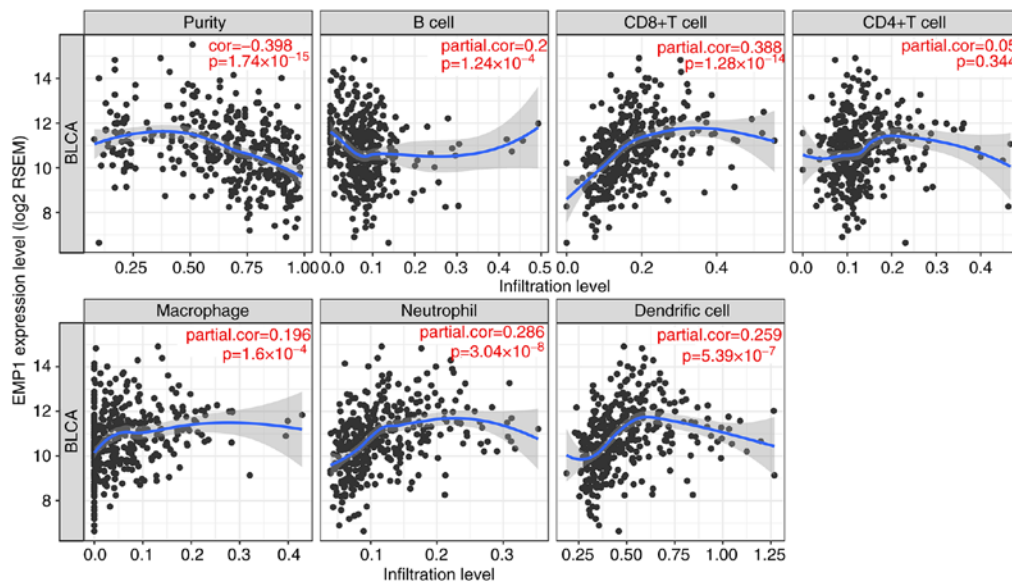 Purity
B cell
CD8+T cell
CD4+T cell
cor=−0.398
p=1.74×10−15
partial.cor=0.2
p=1.24×10−4
partial.cor=0.388
p=1.28×10−14
partial.cor=0.05
p=0.344
14
12
10
8
BLCA
0.25 0.50 0.75 1.00
0.0 0.1 0.2 0.3 0.4 0.5
0.0 0.2 0.4
0.0 0.1 0.2 0.3 0.4
Infiltration level
EMP1 expression level (log2 RSEM)
Macrophage
Neutrophil
Dendrific cell
partial.cor=0.196
p=1.6×10−4
partial.cor=0.286
p=3.04×10−8
partial.cor=0.259
p=5.39×10−7
14
12
10
8
BLCA
0.0 0.1 0.2 0.3 0.4
0.1 0.2 0.3
0.25 0.50 0.75 1.00 1.25
Infiltration level